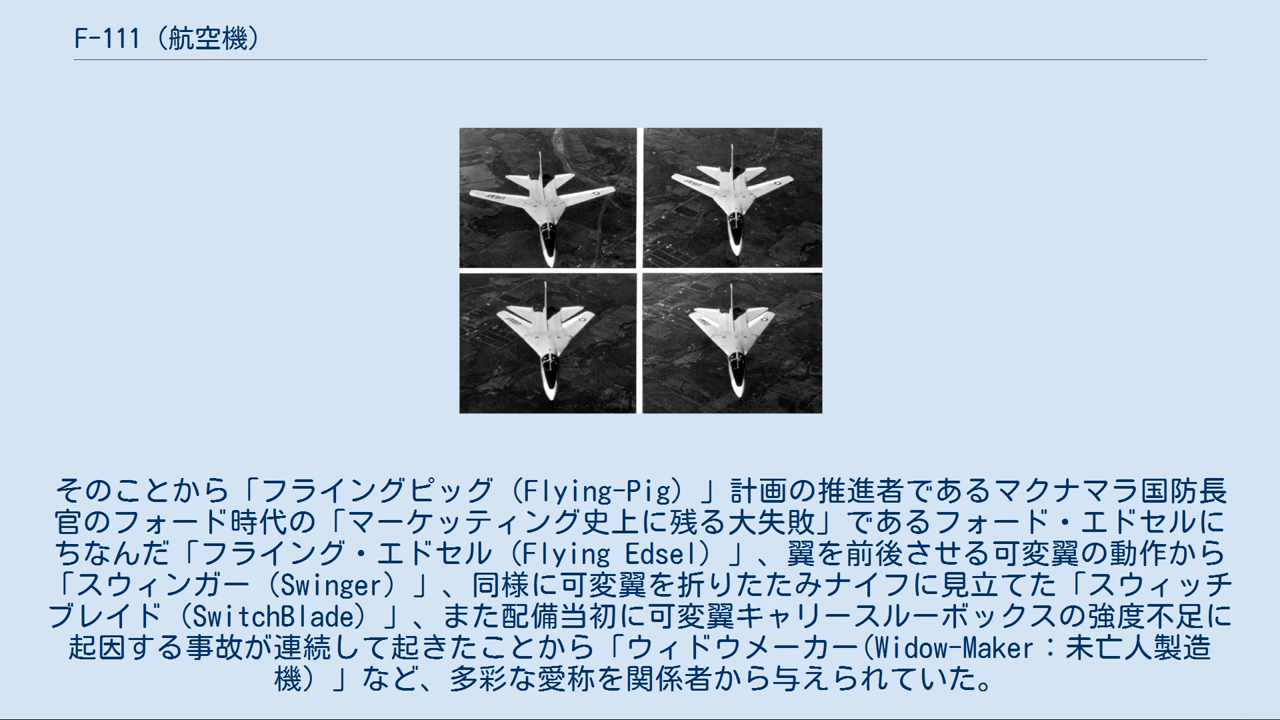 F-111（航空機）
そのことから「フライングピッグ（Flying-Pig）」計画の推進者であるマクナマラ国防長
官のフォード時代の「マーケッティング史上に残る大失敗」であるフォード・エドセルに
ちなんだ「フライング・エドセル（Flying Edsel）」、翼を前後させる可変翼の動作から
「スウィンガー（Swinger）」、同様に可変翼を折りたたみナイフに見立てた「スウィッチ
ブレイド（SwitchBlade）」、また配備当初に可変翼キャリースルーボックスの強度不足に
起因する事故が連続して起きたことから「ウィドウメーカー(Widow-Maker：未亡人製造
機）」など、多彩な愛称を関係者から与えられていた。